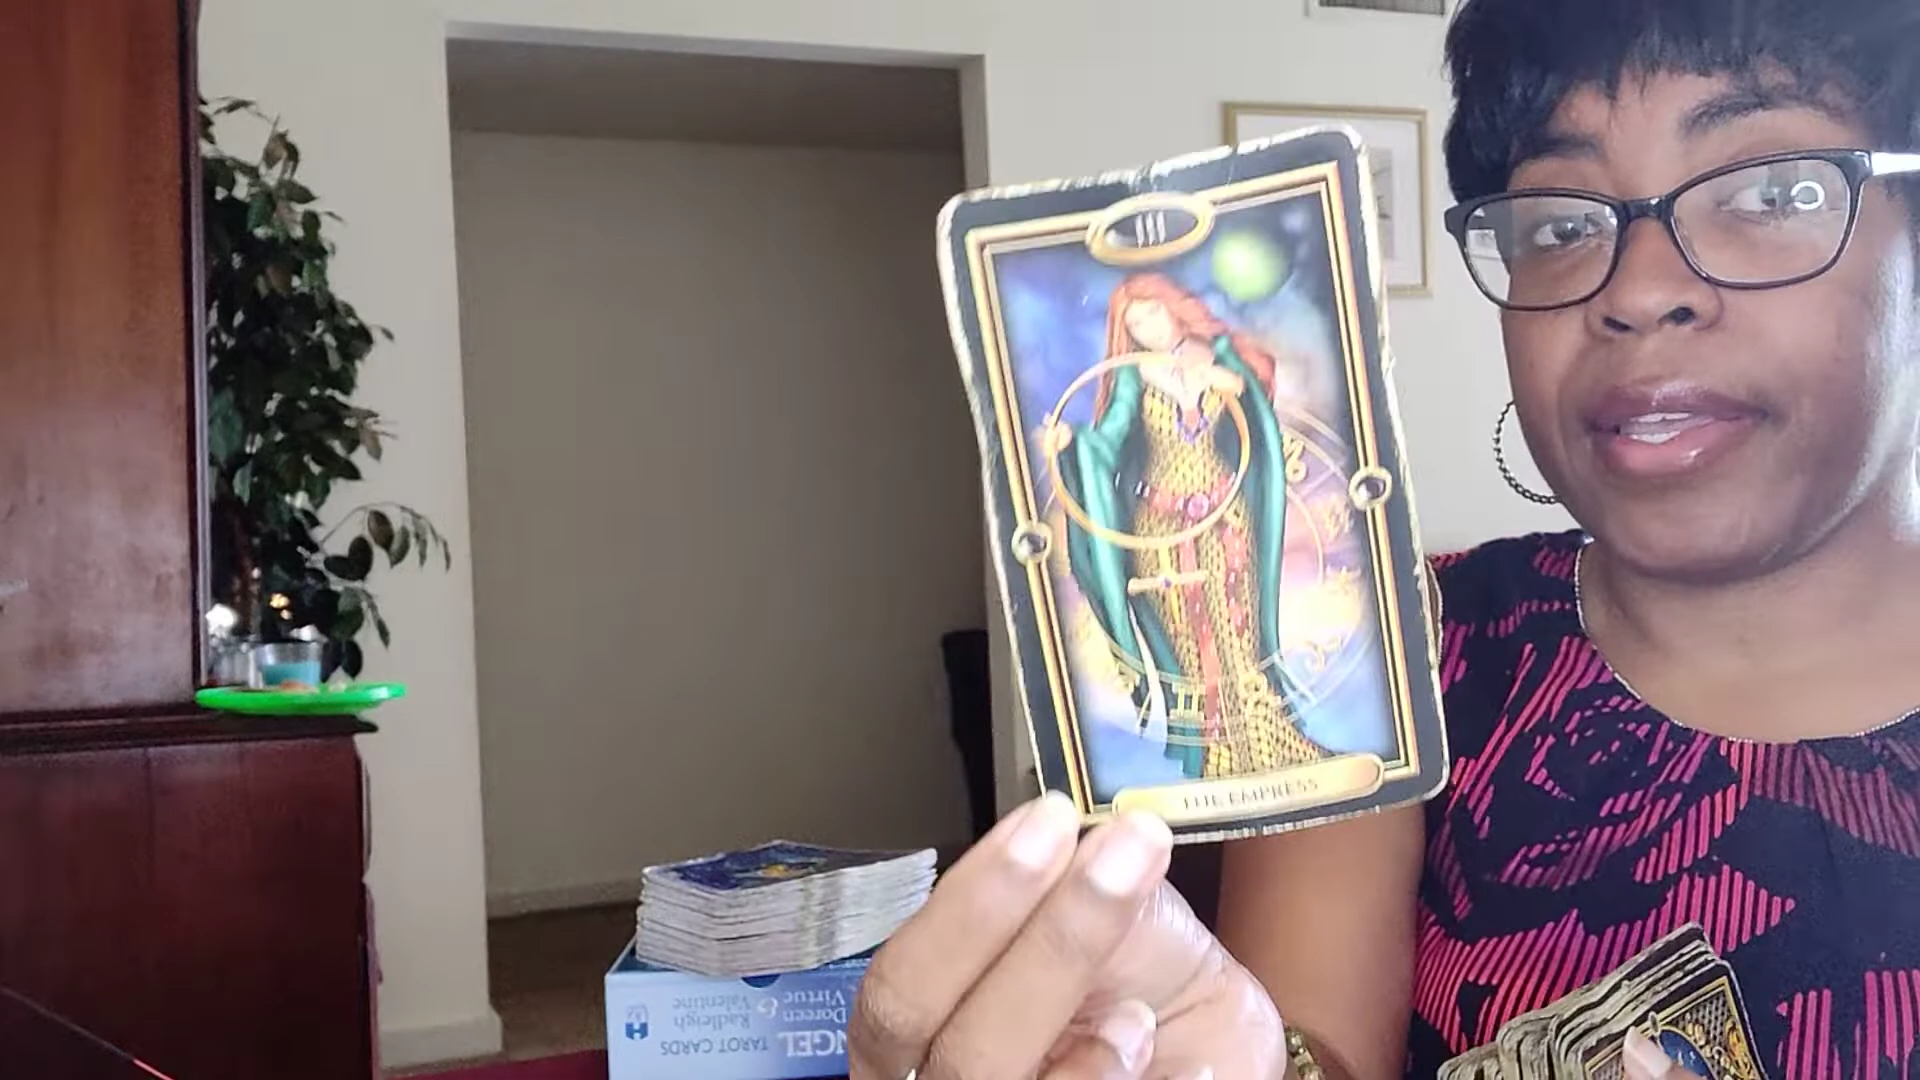 III
THE EMPRESS
Doreen
Virtue
&
Radleigh
Valentine
ANGEL
TAROT CARDS